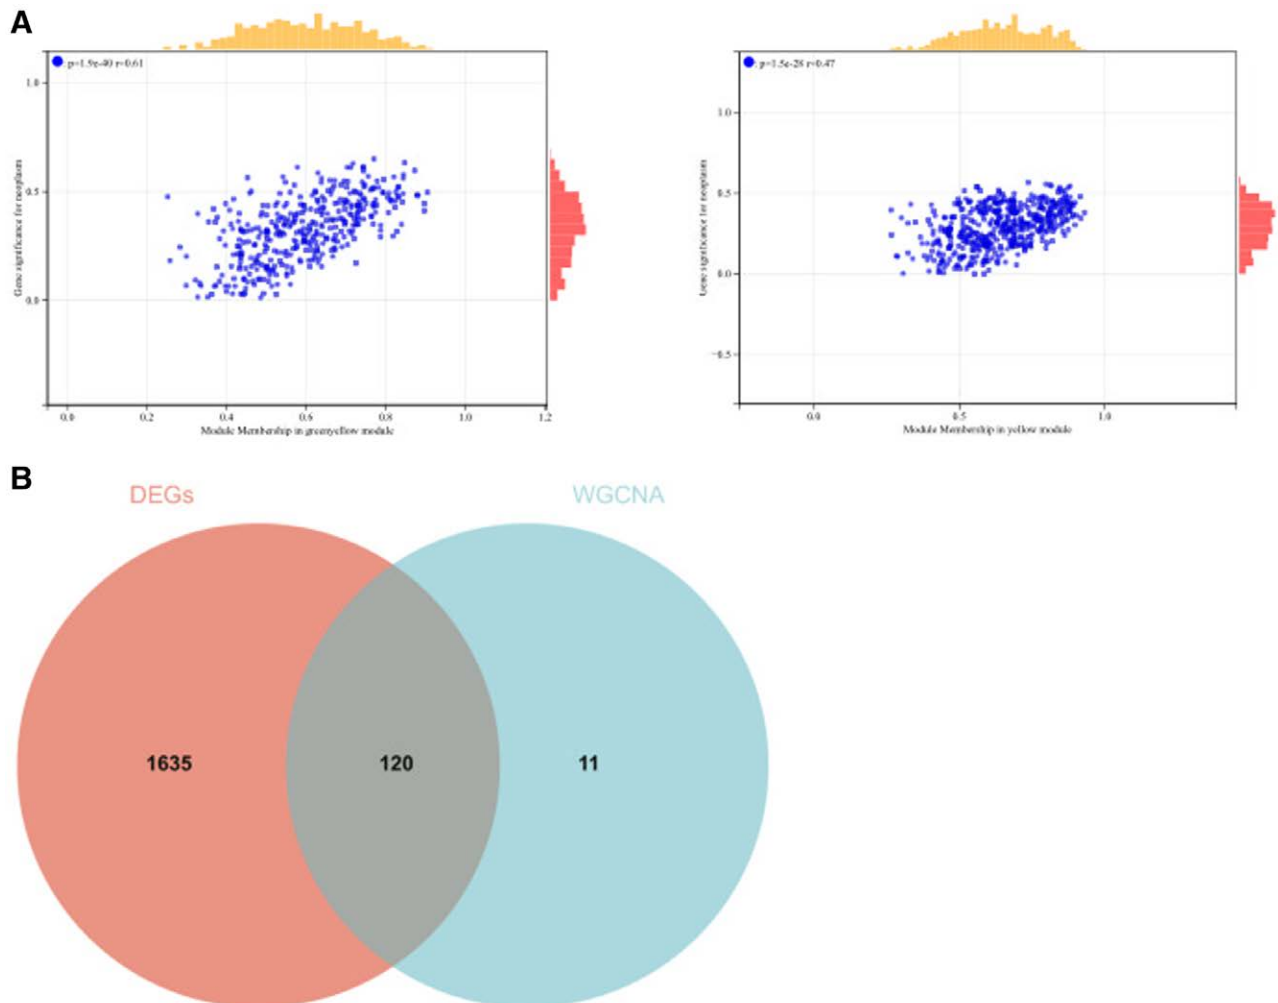 A
p=1.9e-40 r=0.61
1.0
0.5
0.0
Gene significance for neoplasm
0.0 0.2 0.4 0.6 0.8 1.0 1.2
Module Membership in greenyellow module
p=1.5e-28 r=0.47
1.0
0.5
0.0
-0.5
Gene significance for neoplasm
0.0 0.5 1.0
Module Membership in yellow module
B
DEGs WGCNA
1635 120 11